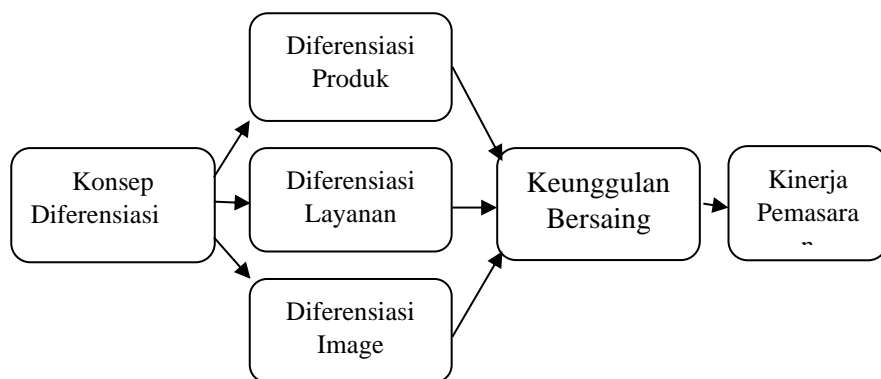 Diferensiasi
Produk
Konsep
Diferensiasi
Diferensiasi
Layanan
Keunggulan
Bersaing
Kinerja
Pemasara
n
Diferensiasi
Image